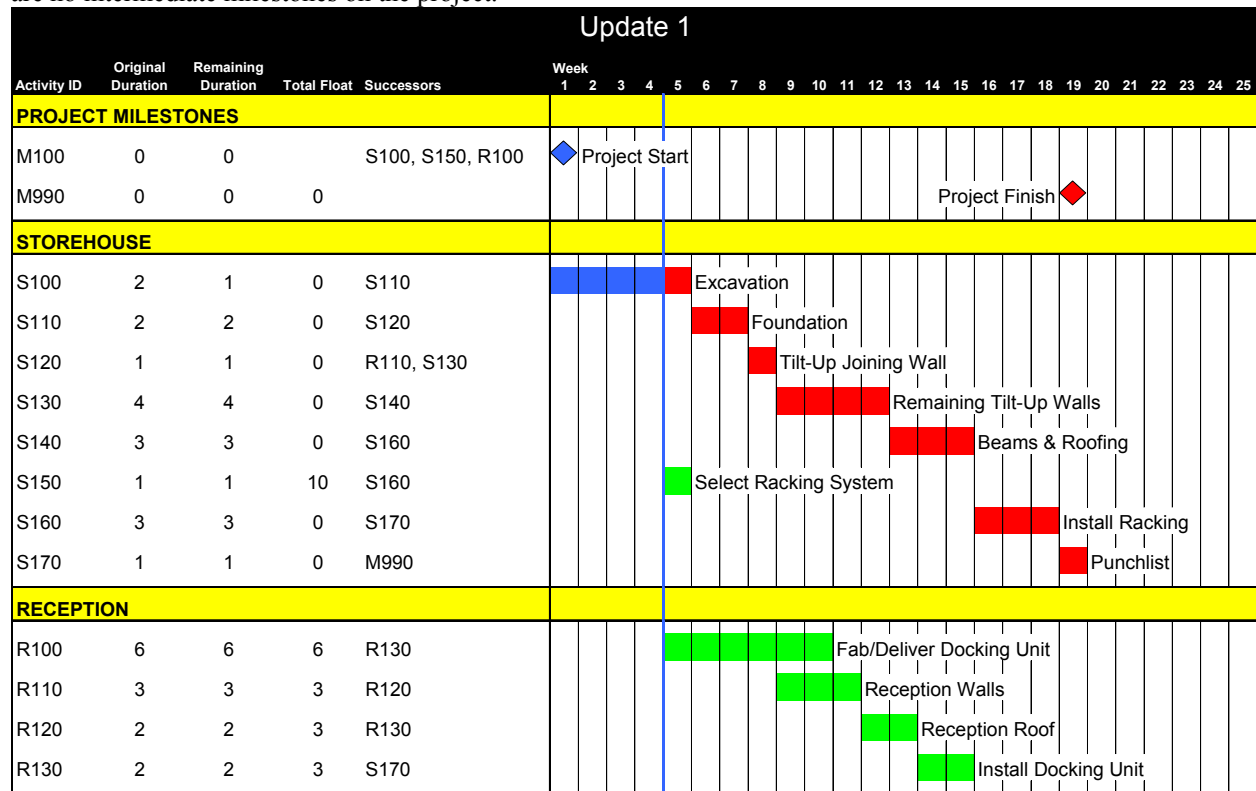 are no intermediate milestones on the project.
Update 1
Activity ID Original Duration Remaining Duration Total Float Successors Week
1 2 3 4 5 6 7 8 9 10 11 12 13 14 15 16 17 18 19 20 21 22 23 24 25
PROJECT MILESTONES
M100 0 0 S100, S150, R100 Project Start
M990 0 0 0 Project Finish
STOREHOUSE
S100 2 1 0 S110 Excavation
S110 2 2 0 S120 Foundation
S120 1 1 0 R110, S130 Tilt-Up Joining Wall
S130 4 4 0 S140 Remaining Tilt-Up Walls
S140 3 3 0 S160 Beams & Roofing
S150 1 1 10 S160 Select Racking System
S160 3 3 0 S170 Install Racking
S170 1 1 0 M990 Punchlist
RECEPTION
R100 6 6 6 R130 Fab/Deliver Docking Unit
R110 3 3 3 R120 Reception Walls
R120 2 2 3 R130 Reception Roof
R130 2 2 3 S170 Install Docking Unit